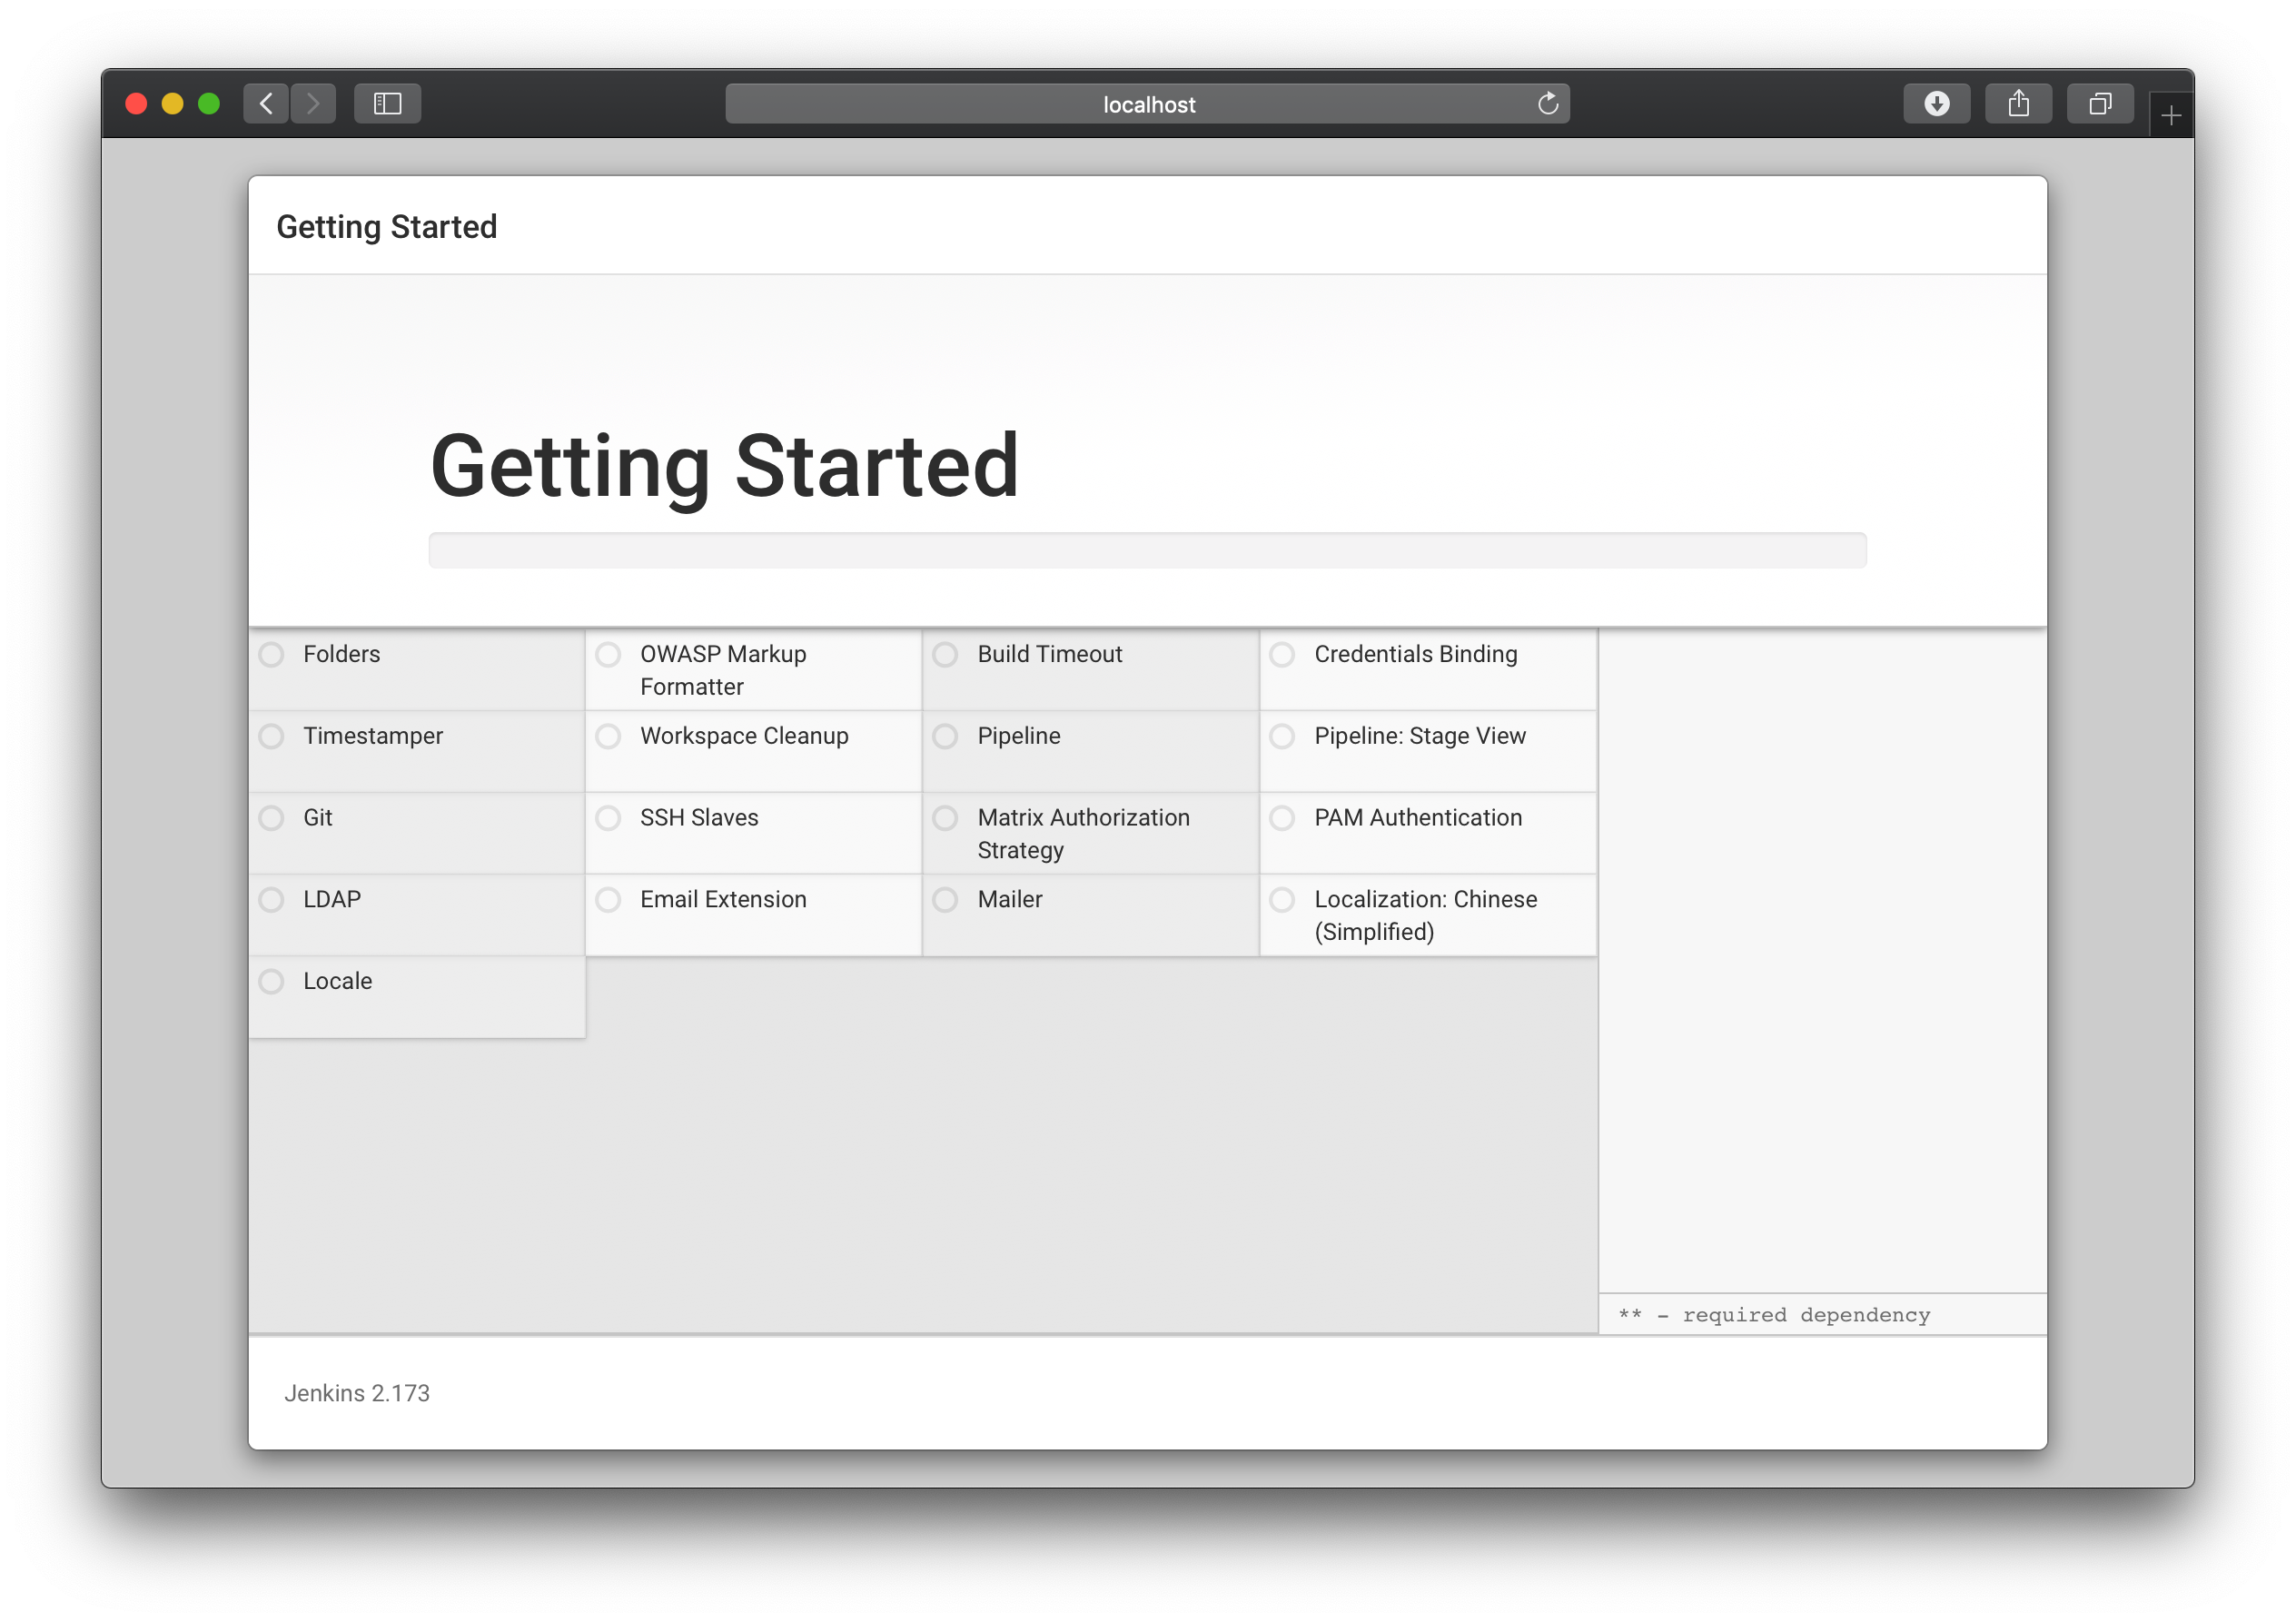 localhost
Getting Started
Getting Started
Folders
OWASP Markup
Formatter
Build Timeout
Credentials Binding
Timestamper
Workspace Cleanup
Pipeline
Pipeline: Stage View
Git
SSH Slaves
Matrix Authorization
Strategy
PAM Authentication
LDAP
Email Extension
Mailer
Localization: Chinese
(Simplified)
Locale
** - required dependency
Jenkins 2.173